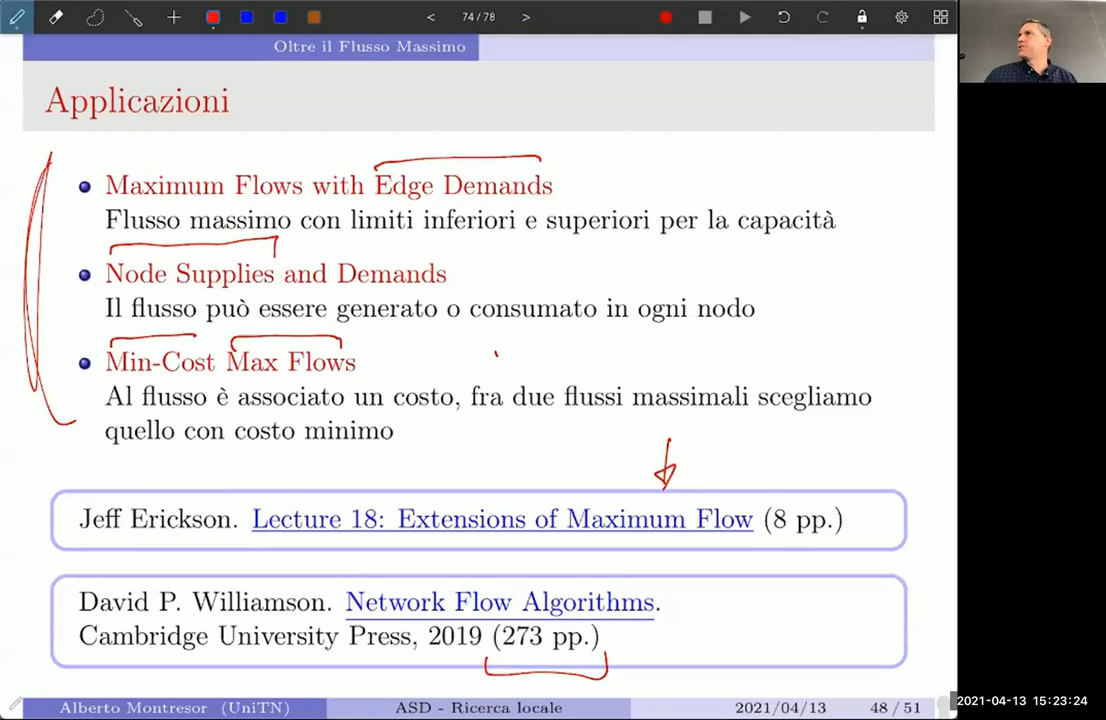 74 / 78
Oltre il Flusso Massimo
Applicazioni
Maximum Flows with Edge Demands
Flusso massimo con limiti inferiori e superiori per la capacità
Node Supplies and Demands
Il flusso può essere generato o consumato in ogni nodo
Min-Cost Max Flows
Al flusso è associato un costo, fra due flussi massimali scegliamo
quello con costo minimo
Jeff Erickson. Lecture 18: Extensions of Maximum Flow (8 pp.)
David P. Williamson. Network Flow Algorithms.
Cambridge University Press, 2019 (273 pp.)
Alberto Montresor (UniTN) ASD - Ricerca locale 2021/04/13 48 / 51
2021-04-13 15:23:24